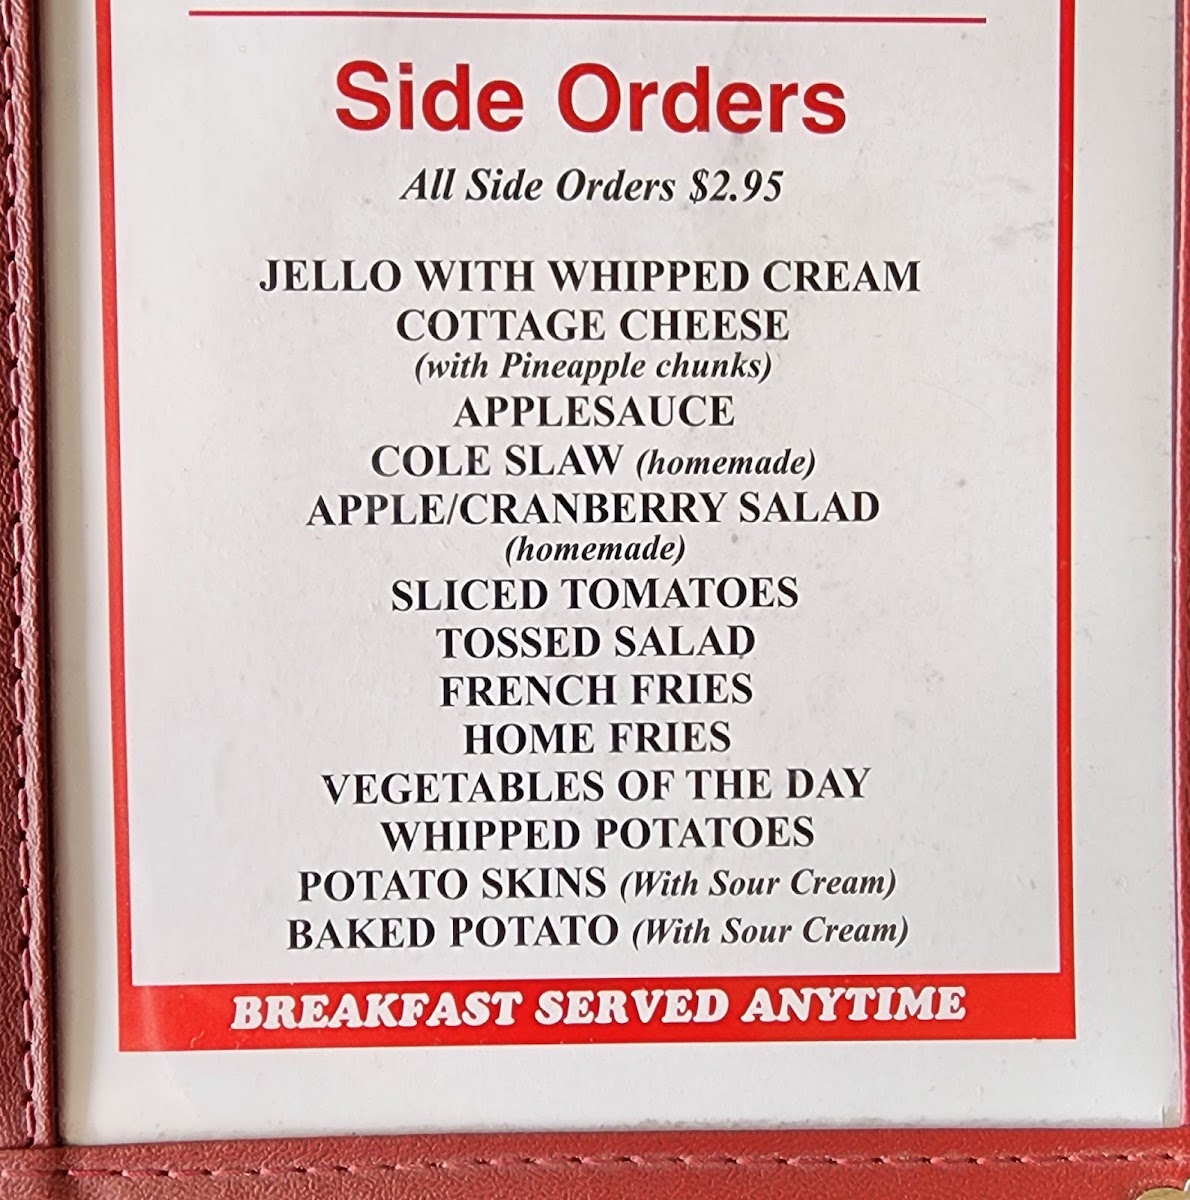 Side Orders
All Side Orders $2.95
JELLO WITH WHIPPED CREAM
COTTAGE CHEESE
(with Pineapple chunks)
APPLESAUCE
COLE SLAW (homemade)
APPLE/CRANBERRY SALAD
(homemade)
SLICED TOMATOES
TOSSED SALAD
FRENCH FRIES
HOME FRIES
VEGETABLES OF THE DAY
WHIPPED POTATOES
POTATO SKINS (With Sour Cream)
BAKED POTATO (With Sour Cream)
BREAKFAST SERVED ANYTIME